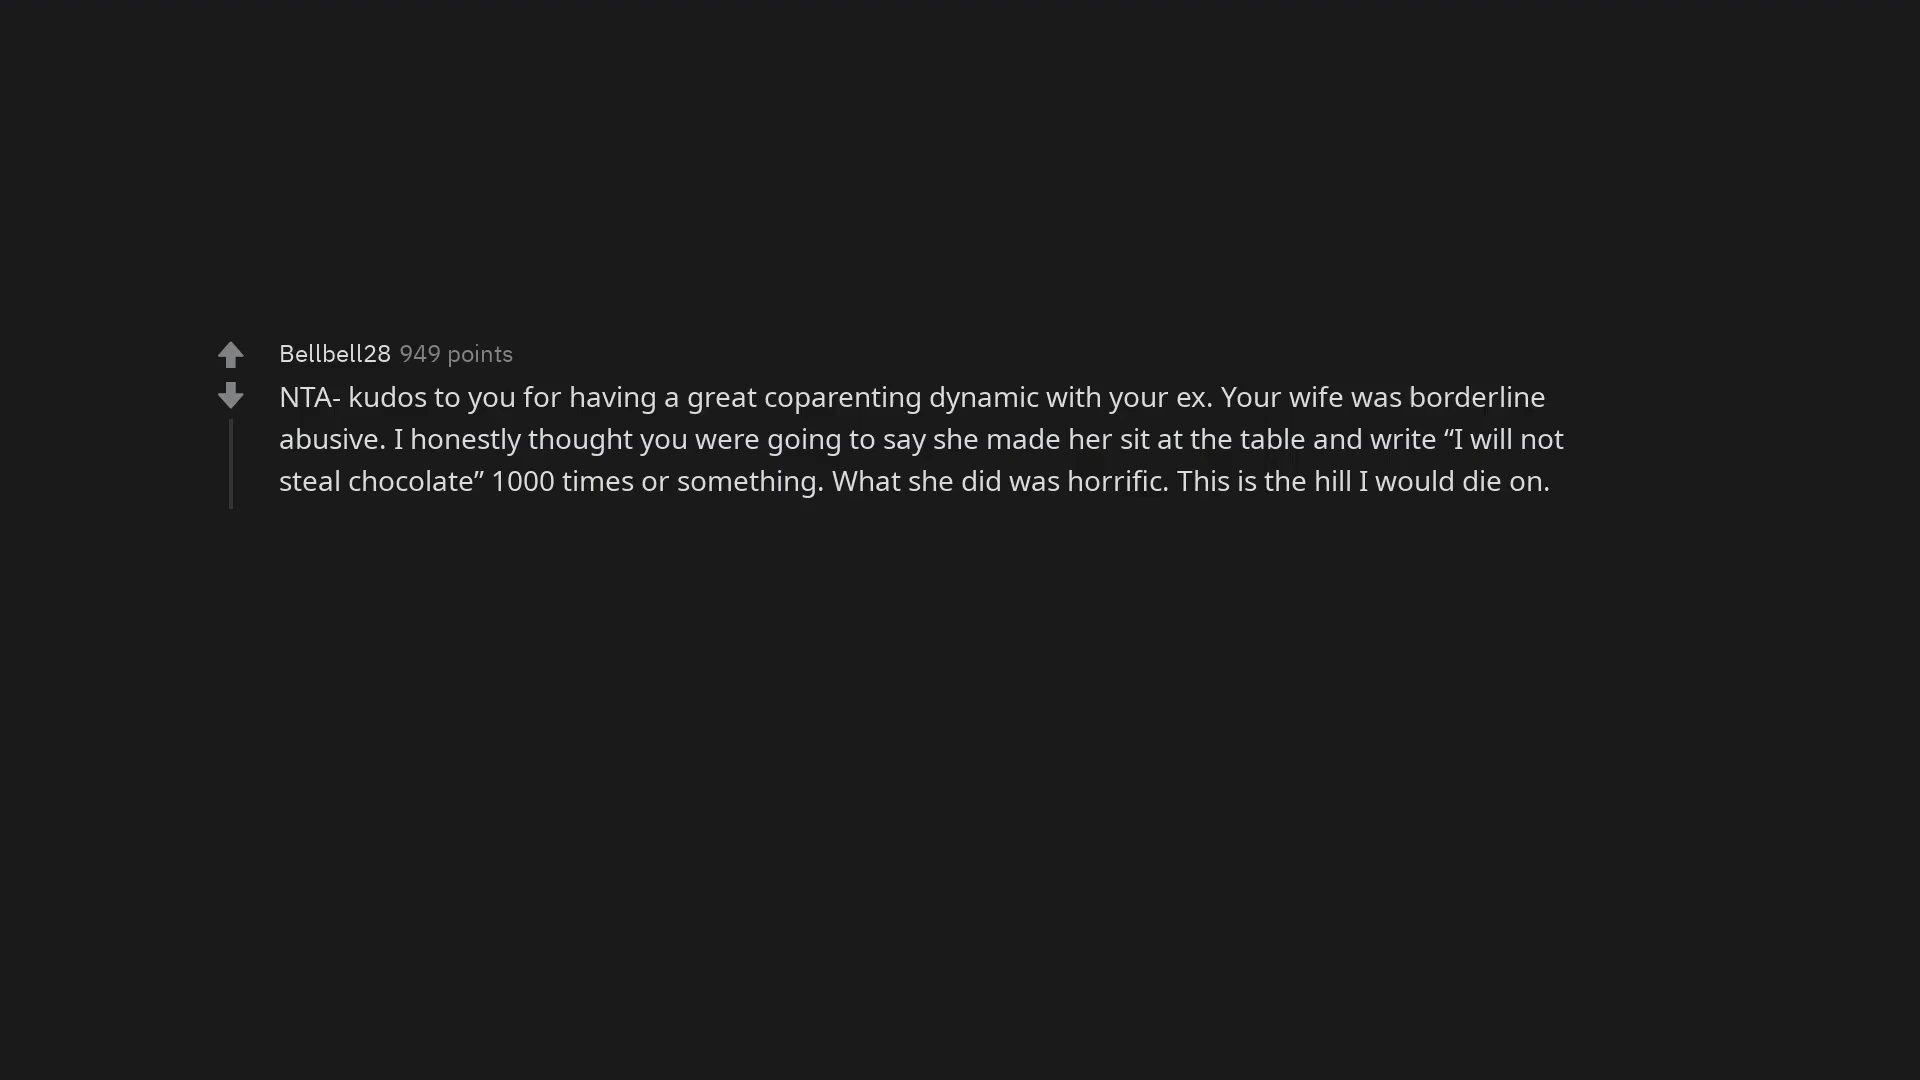 Bellbell28 949 points
NTA- kudos to you for having a great coparenting dynamic with your ex. Your wife was borderline
abusive. I honestly thought you were going to say she made her sit at the table and write “I will not
steal chocolate” 1000 times or something. What she did was horrific. This is the hill I would die on.